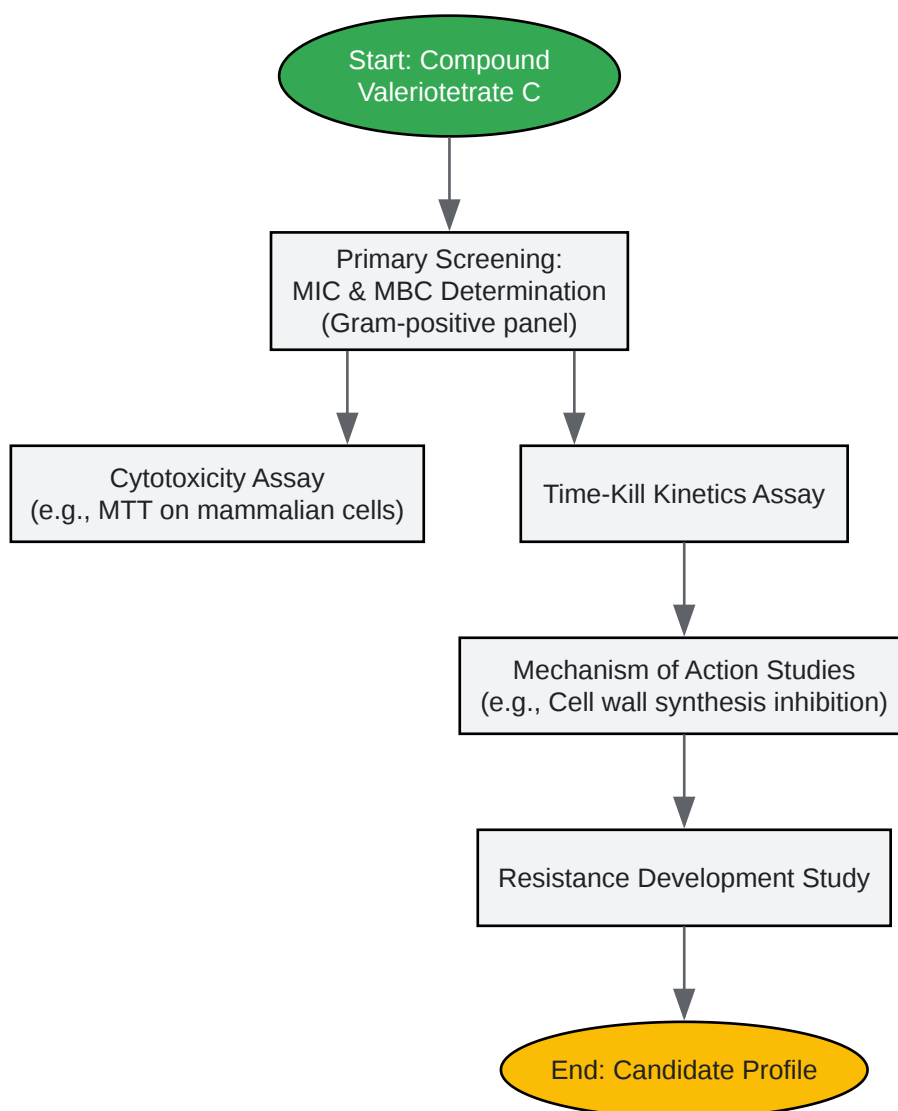 Start: Compound
Valeriotetrate C
Primary Screening:
MIC & MBC Determination
(Gram-positive panel)
Cytotoxicity Assay
(e.g., MTT on mammalian cells)
Time-Kill Kinetics Assay
Mechanism of Action Studies
(e.g., Cell wall synthesis inhibition)
Resistance Development Study
End: Candidate Profile